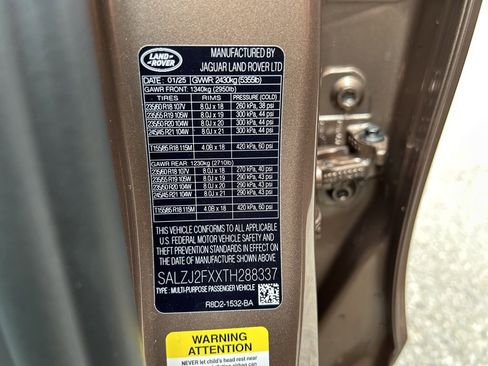 LAND
ROVER
MANUFACTURED BY
JAGUAR LAND ROVER LTD
DATE : 01/25 GVWR 2430kg (5355lb)
GAWR FRONT 1340kg (2950lb)
TIRES RIMS PRESSURE (COLD)
235/60 R18 107V 8.0J x 18 260 kPa, 38 psi
235/55 R19 105W 8.0J x 19 300 kPa, 44 psi
235/50 R20 104W 8.0J x 20 300 kPa, 44 psi
245/45 R21 104W 8.0J x 21 300 kPa, 44 psi
T155/85 R18 115M 4.0B x 18 420 kPa, 60 psi
GAWR REAR 1230kg (2710lb)
235/60 R18 107V 8.0J x 18 270 kPa, 40 psi
235/55 R19 105W 8.0J x 19 290 kPa, 43 psi
235/50 R20 104W 8.0J x 20 290 kPa, 43 psi
245/45 R21 104W 8.0J x 21 290 kPa, 43 psi
T155/85 R18 115M 4.0B x 18 420 kPa, 60 psi
THIS VEHICLE CONFORMS TO ALL APPLICABLE
U.S. FEDERAL MOTOR VEHICLE SAFETY AND
THEFT PREVENTION STANDARDS IN EFFECT ON
THE DATE OF MANUFACTURE SHOWN ABOVE.
SALZJ2FXXTH288337
TYPE : MULTI-PURPOSE PASSENGER VEHICLE
R8D2-1532-BA
WARNING
ATTENTION
NEVER let child's head rest near